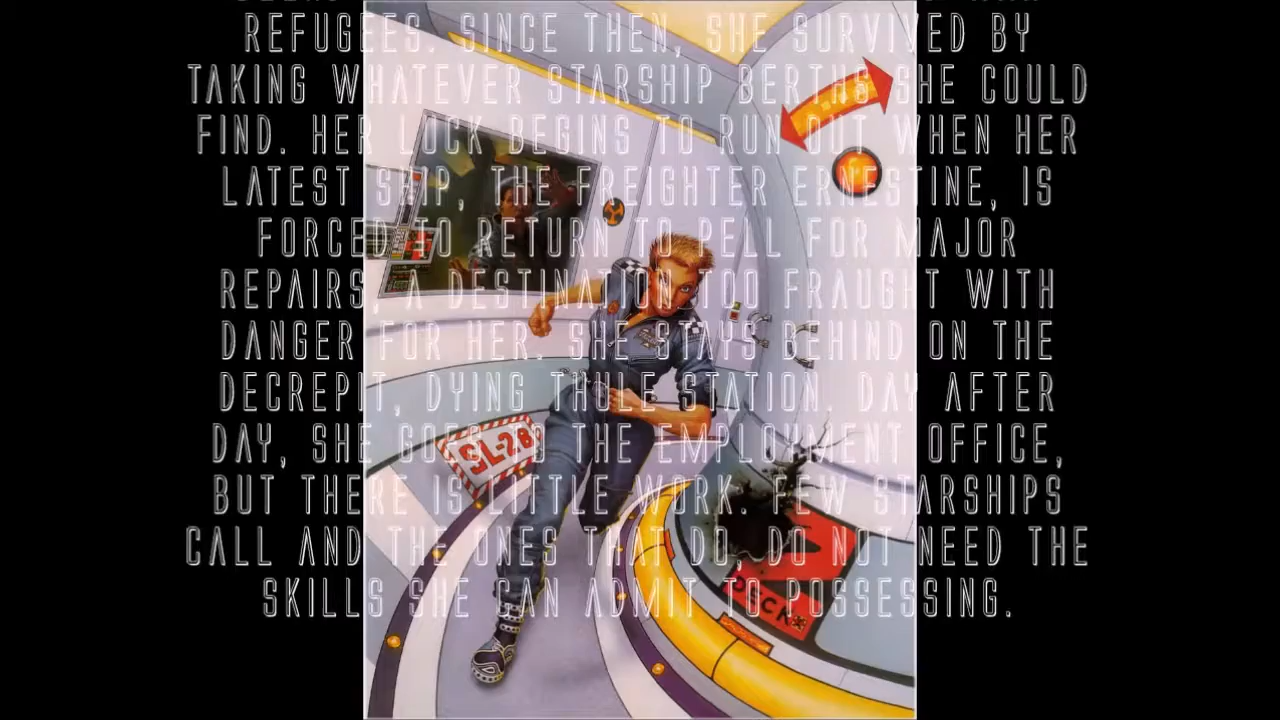 REFUGEES. SINCE THEN, SHE SURVIVED BY
TAKING WHATEVER STARSHIP BERTHS SHE COULD
FIND. HER LUCK BEGINS TO RUN OUT WHEN HER
LATEST SHIP, THE FREIGHTER ERNESTINE, IS
FORCED TO RETURN TO PELL FOR MAJOR
REPAIRS, A DESTINATION TOO FRAUGHT WITH
DANGER FOR HER. SHE STAYS BEHIND ON THE
DECREPIT, DYING THULE STATION. DAY AFTER
DAY, SHE GOES TO THE EMPLOYMENT OFFICE,
BUT THERE IS LITTLE WORK. FEW STARSHIPS
CALL AND THE ONES THAT DO, DO NOT NEED THE
SKILLS SHE CAN ADMIT TO POSSESSING.
SL-28
DECK